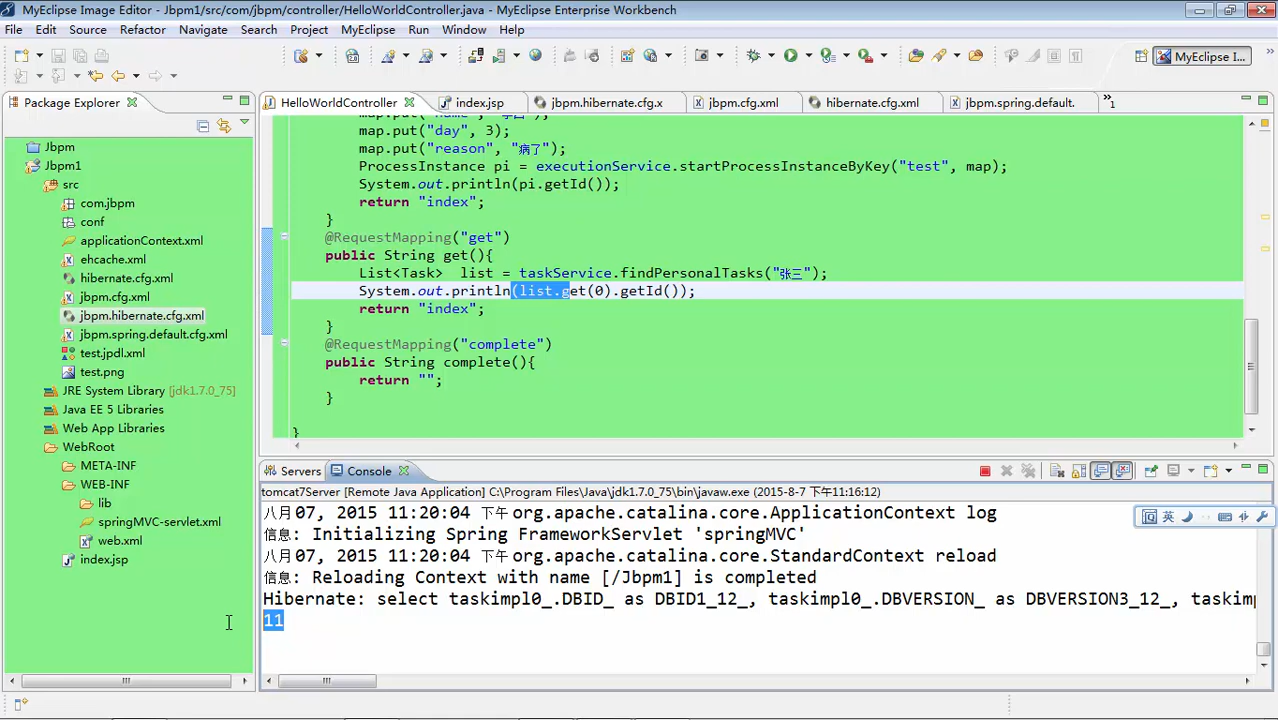 MyEclipse Image Editor - Jbpm1/src/com/jbpm/controller/HelloWorldController.java - MyEclipse Enterprise Workbench
File Edit Source Refactor Navigate Search Project MyEclipse Run Window Help
MyEclipse I...
Package Explorer
HelloWorldController index.jsp jbpm.hibernate.cfg.x jbpm.cfg.xml hibernate.cfg.xml jbpm.spring.default. »1
Jbpm
Jbpm1
src
com.jbpm
conf
applicationContext.xml
ehcache.xml
hibernate.cfg.xml
jbpm.cfg.xml
jbpm.hibernate.cfg.xml
jbpm.spring.default.cfg.xml
test.jpdl.xml
test.png
JRE System Library [jdk1.7.0_75]
Java EE 5 Libraries
Web App Libraries
WebRoot
META-INF
WEB-INF
lib
springMVC-servlet.xml
web.xml
index.jsp
map.put("day", 3);
map.put("reason", "病了");
ProcessInstance pi = executionService.startProcessInstanceByKey("test", map);
System.out.println(pi.getId());
return "index";
}
@RequestMapping("get")
public String get(){
List<Task>  list = taskService.findPersonalTasks("张三");
System.out.println(list.get(0).getId());
return "index";
}
@RequestMapping("complete")
public String complete(){
return "";
}
}
Servers Console
tomcat7Server [Remote Java Application] C:\Program Files\Java\jdk1.7.0_75\bin\javaw.exe (2015-8-7 下午11:16:12)
八月 07, 2015 11:20:04 下午 org.apache.catalina.core.ApplicationContext log
信息: Initializing Spring FrameworkServlet 'springMVC'
八月 07, 2015 11:20:04 下午 org.apache.catalina.core.StandardContext reload
信息: Reloading Context with name [/Jbpm1] is completed
Hibernate: select taskimpl0_.DBID_ as DBID1_12_, taskimpl0_.DBVERSION_ as DBVERSION3_12_, taskim
11
英